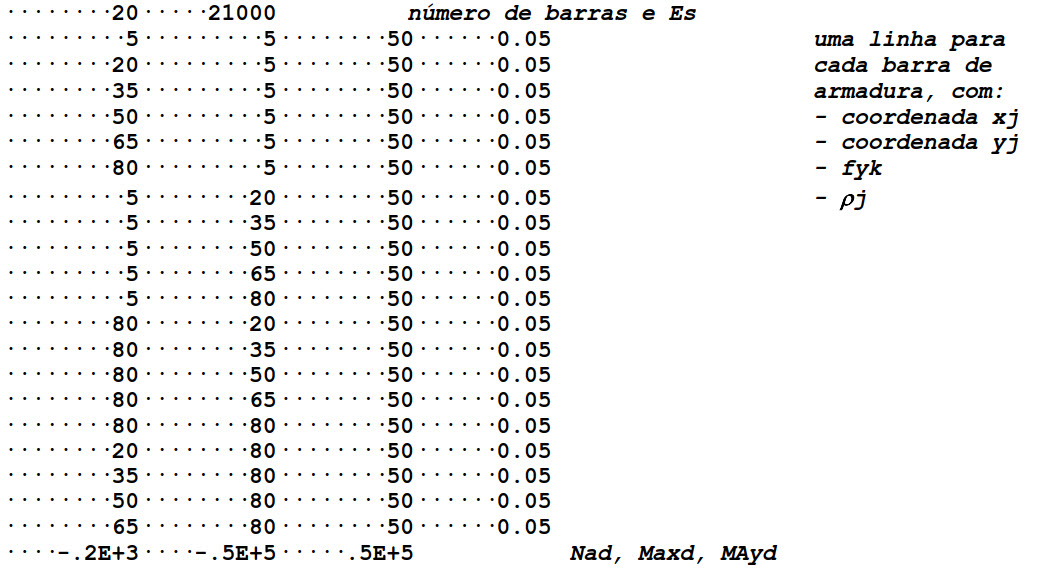 ········20·····21000 número de barras e Es
·········5·········5········50······0.05 uma linha para
········20·········5········50······0.05 cada barra de
········35·········5········50······0.05 armadura, com:
········50·········5········50······0.05 - coordenada xj
········65·········5········50······0.05 - coordenada yj
········80·········5········50······0.05 - fyk
·········5········20········50······0.05 - ρj
·········5········35········50······0.05
·········5········50········50······0.05
·········5········65········50······0.05
·········5········80········50······0.05
········80········20········50······0.05
········80········35········50······0.05
········80········50········50······0.05
········80········65········50······0.05
········80········80········50······0.05
········20········80········50······0.05
········35········80········50······0.05
········50········80········50······0.05
········65········80········50······0.05
····-.2E+3····-.5E+5·····.5E+5 Nad, Maxd, MAyd